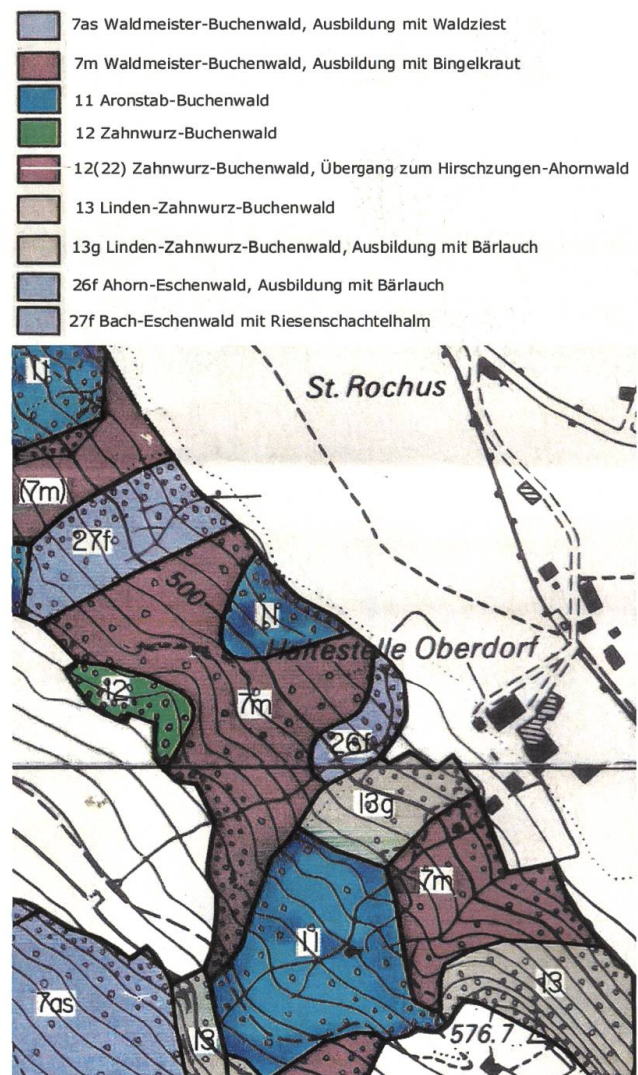 7as Waldmeister-Buchenwald, Ausbildung mit Waldziest
7m Waldmeister-Buchenwald, Ausbildung mit Bingelkraut
11 Aronstab-Buchenwald
12 Zahnwurz-Buchenwald
12(22) Zahnwurz-Buchenwald, Übergang zum Hirschzungen-Ahornwald
13 Linden-Zahnwurz-Buchenwald
13g Linden-Zahnwurz-Buchenwald, Ausbildung mit Bärlauch
26f Ahorn-Eschenwald, Ausbildung mit Bärlauch
27f Bach-Eschenwald mit Riesenschachtelhalm
11
St. Rochus
(7m)
27f
500
11
Haltestelle Oberdorf
12
7m
26f
13g
7m
11
13
7as
13
576.7